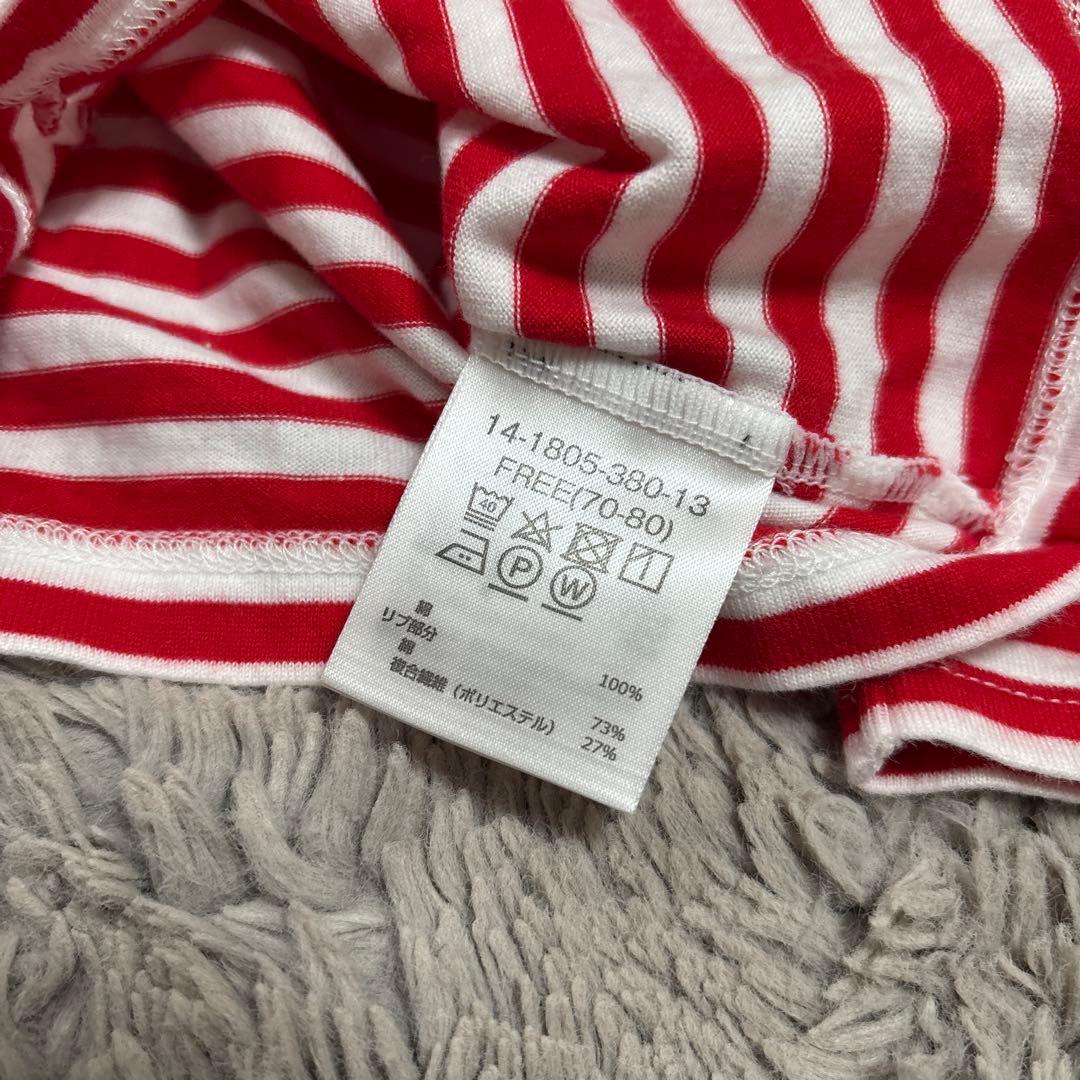 14-1805-380-13
FREE(70-80)
40
P W
綿 100%
リブ部分
綿 73%
複合繊維（ポリエステル） 27%